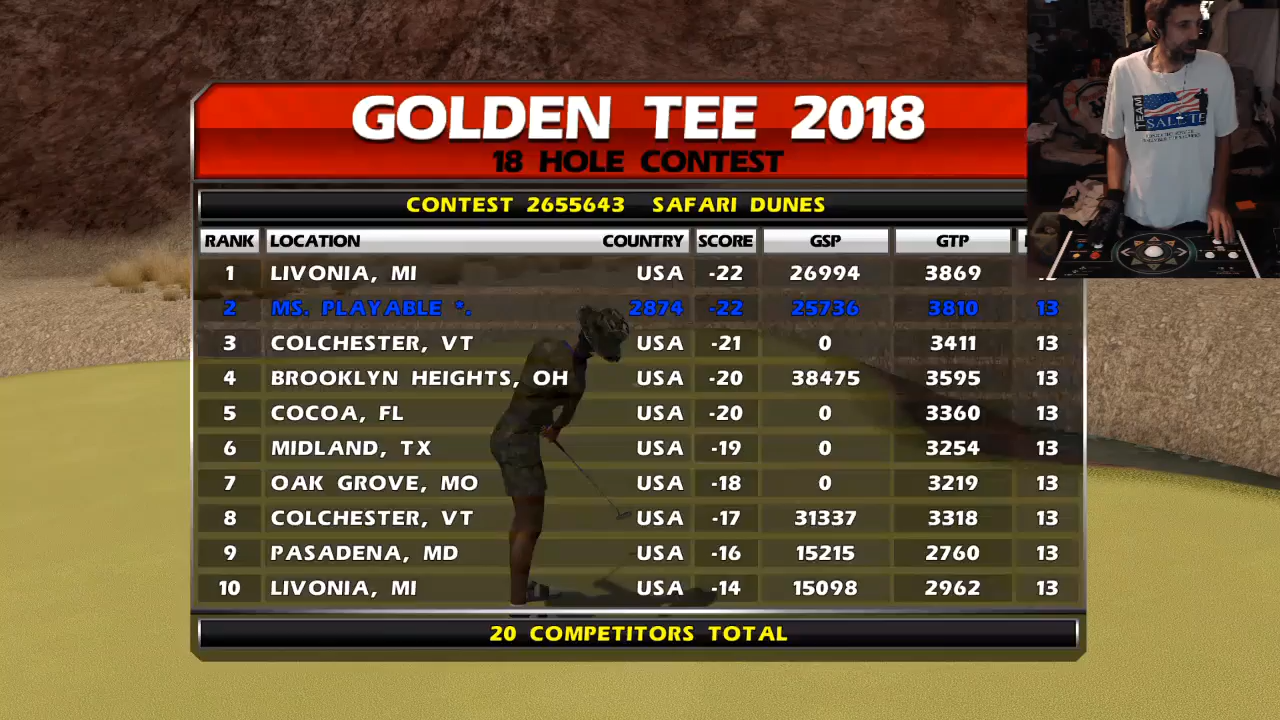 GOLDEN TEE 2018
18 HOLE CONTEST
CONTEST 2655643 SAFARI DUNES
RANK LOCATION COUNTRY SCORE GSP GTP
1 LIVONIA, MI USA -22 26994 3869
2 MS. PLAYABLE *. 2874 -22 25736 3810 13
3 COLCHESTER, VT USA -21 0 3411 13
4 BROOKLYN HEIGHTS, OH USA -20 38475 3595 13
5 COCOA, FL USA -20 0 3360 13
6 MIDLAND, TX USA -19 0 3254 13
7 OAK GROVE, MO USA -18 0 3219 13
8 COLCHESTER, VT USA -17 31337 3318 13
9 PASADENA, MD USA -16 15215 2760 13
10 LIVONIA, MI USA -14 15098 2962 13
20 COMPETITORS TOTAL
TEAM
SALUTE